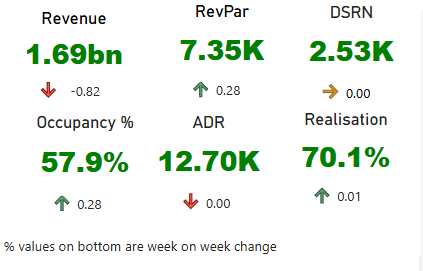 Revenue RevPar DSRN
1.69bn 7.35K 2.53K
-0.82 0.28 0.00
Occupancy % ADR Realisation
57.9% 12.70K 70.1%
0.28 0.00 0.01
% values on bottom are week on week change